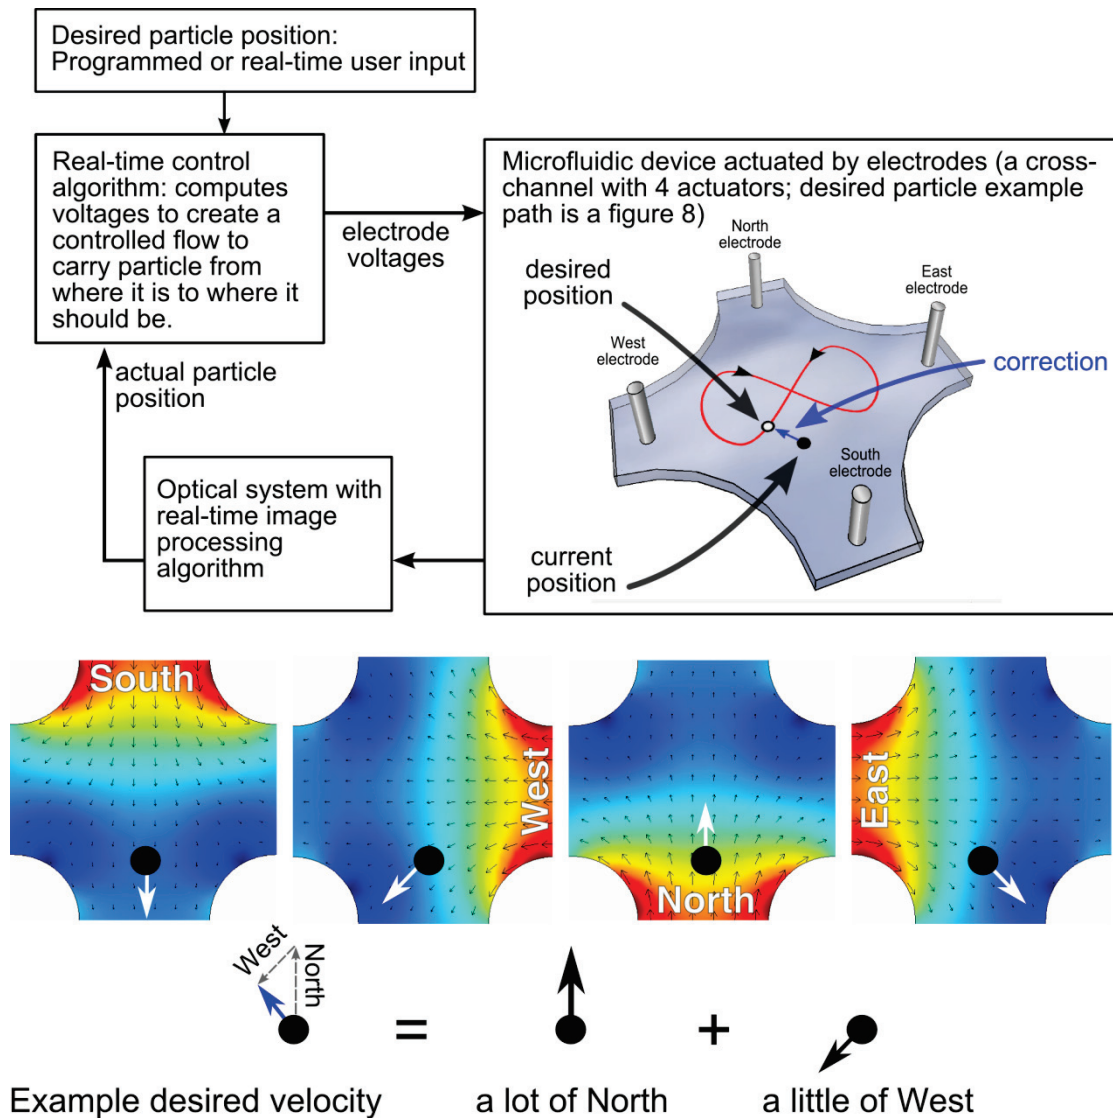 Desired particle position:
Programmed or real-time user input
Real-time control
algorithm: computes
voltages to create a
controlled flow to
carry particle from
where it is to where it
should be.
electrode
voltages
Microfluidic device actuated by electrodes (a cross-
channel with 4 actuators; desired particle example
path is a figure 8)
North
electrode
desired
position
East
electrode
West
electrode
correction
South
electrode
current
position
actual particle
position
Optical system with
real-time image
processing
algorithm
South
West
North
East
West
North
=
+
Example desired velocity
a lot of North
a little of West